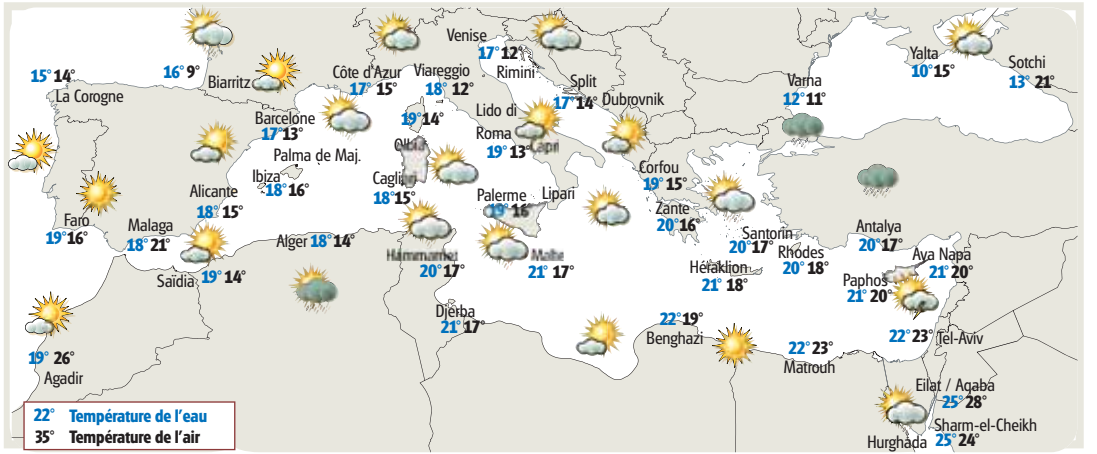 Venise
17° 12°
Rimini
Yalta
10° 15°
Sotchi
13° 21°
15° 14°
La Corogne
16° 9°
Biarritz
Côte d'Azur
17° 15°
Viareggio
18° 12°
Split
17° 14°
Dubrovnik
Varna
12° 11°
Barcelone
17° 13°
19° 14°
Olbia
Lido di
Roma
19° 13°
Capri
Palma de Maj.
Ibiza
18° 16°
Cagliari
18° 15°
Corfou
19° 15°
Alicante
18° 15°
Palerme
19° 16°
Lipari
Zante
20° 16°
Faro
19° 16°
Malaga
18° 21°
Alger 18° 14°
Santorin
20° 17°
Antalya
20° 17°
Saïdia
19° 14°
Hammamet
20° 17°
Malte
21° 17°
Héraklion
21° 18°
Rhodes
20° 18°
Aya Napa
21° 20°
Paphos
21° 20°
Djerba
21° 17°
22° 19°
Benghazi
22° 23°
Matrouh
22° 23°
Tel-Aviv
19° 26°
Agadir
Eilat / Aqaba
25° 28°
Sharm-el-Cheikh
Hurghada 25° 24°
22° Température de l'eau
35° Température de l'air